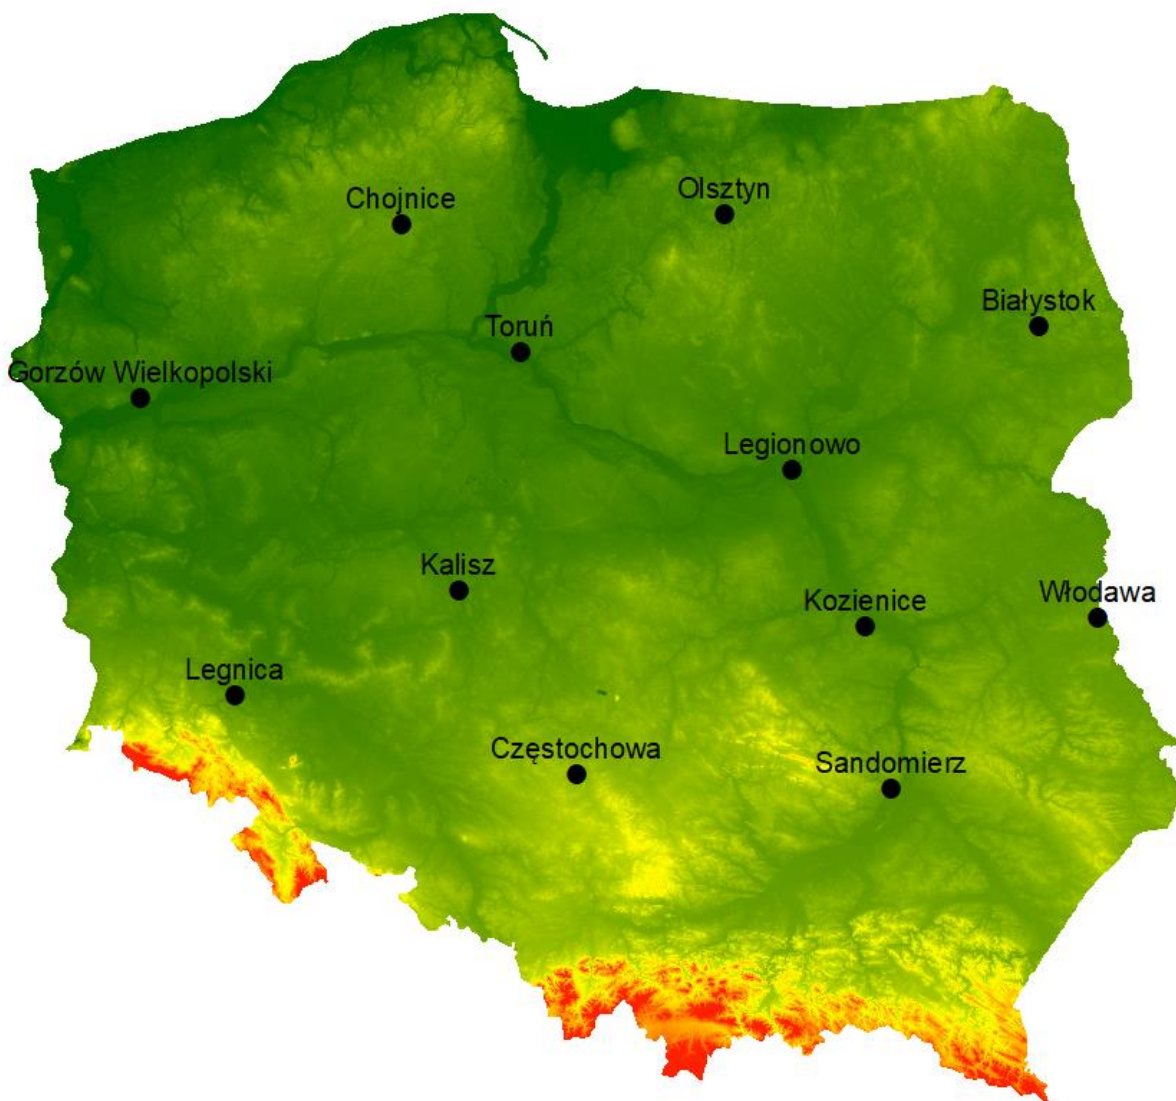 Olsztyn
Chojnice
Białystok
Toruń
Gorzów Wielkopolski
Legionowo
Kalisz
Włodawa
Kozienice
Legnica
Częstochowa
Sandomierz